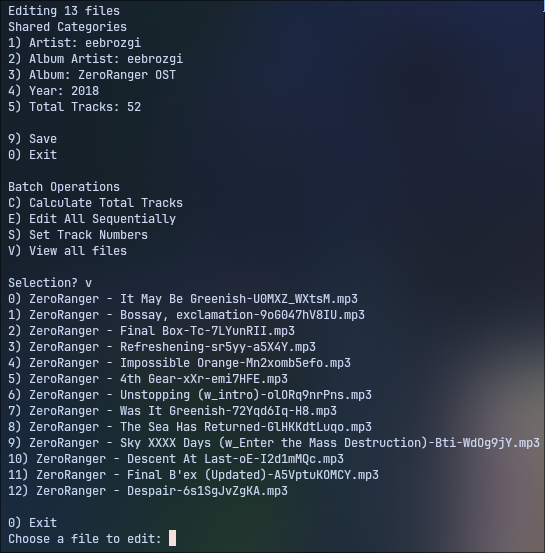 Editing 13 files
Shared Categories
1) Artist: eebrozgi
2) Album Artist: eebrozgi
3) Album: ZeroRanger OST
4) Year: 2018
5) Total Tracks: 52
9) Save
0) Exit
Batch Operations
C) Calculate Total Tracks
E) Edit All Sequentially
S) Set Track Numbers
V) View all files
Selection? v
0) ZeroRanger - It May Be Greenish-U0MXZ_WXtsM.mp3
1) ZeroRanger - Bossay, exclamation-9oG047hV8IU.mp3
2) ZeroRanger - Final Box-Tc-7LYunRII.mp3
3) ZeroRanger - Refreshening-sr5yy-a5X4Y.mp3
4) ZeroRanger - Impossible Orange-Mn2xomb5efo.mp3
5) ZeroRanger - 4th Gear-xXr-emi7HFE.mp3
6) ZeroRanger - Unstopping (w_intro)-olORq9nrPns.mp3
7) ZeroRanger - Was It Greenish-72Yqd6Iq-H8.mp3
8) ZeroRanger - The Sea Has Returned-GlHKKdtLuqo.mp3
9) ZeroRanger - Sky XXXX Days (w_Enter the Mass Destruction)-Bti-WdOg9jY.mp3
10) ZeroRanger - Descent At Last-oE-I2d1mMQc.mp3
11) ZeroRanger - Final B'ex (Updated)-A5VptuKOMCY.mp3
12) ZeroRanger - Despair-6s1SgJvZgKA.mp3
0) Exit
Choose a file to edit: